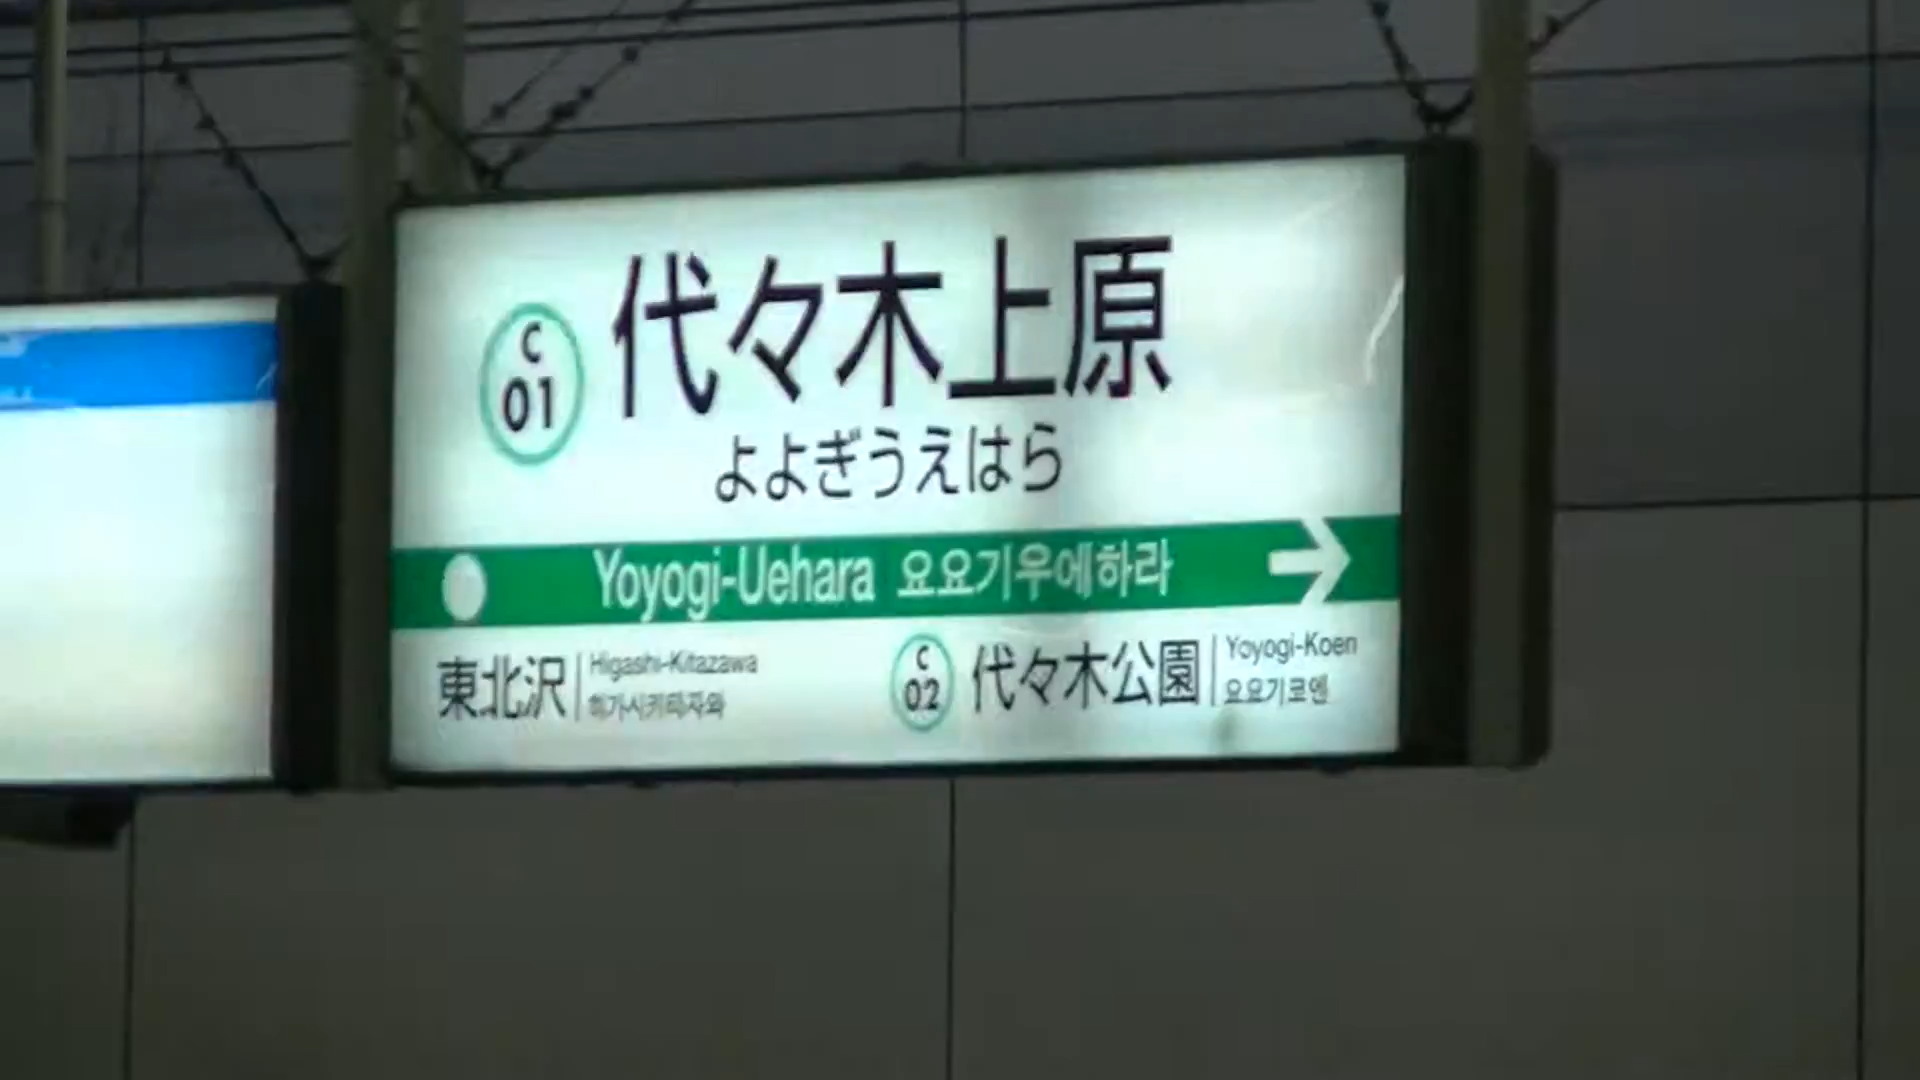 C
01
代々木上原
よよぎうえはら
Yoyogi-Uehara 요요기우에하라
東北沢
Higashi-Kitazawa
히가시키타자와
C
02
代々木公園
Yoyogi-Koen
요요기코엔